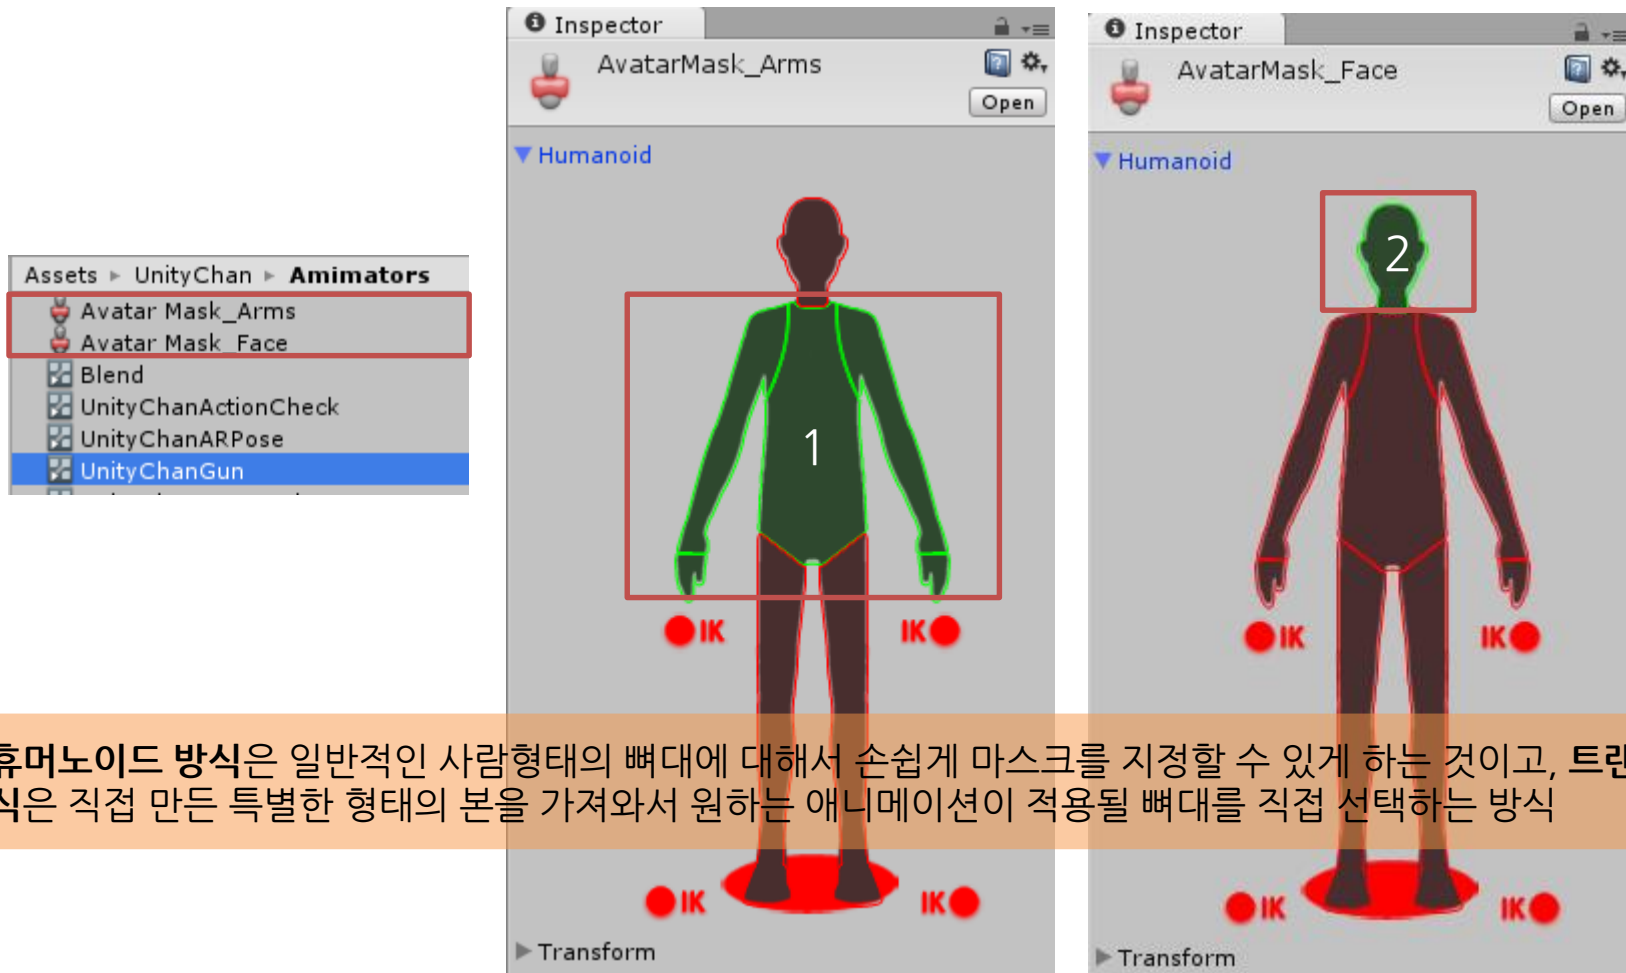 Assets ▸ UnityChan ▸ Amimators
Avatar Mask_Arms
Avatar Mask_Face
Blend
UnityChanActionCheck
UnityChanARPose
UnityChanGun
Inspector
AvatarMask_Arms
Open
Humanoid
1
IK
IK
IK
IK
Transform
Inspector
AvatarMask_Face
Open
Humanoid
2
IK
IK
IK
IK
Transform
휴머노이드 방식은 일반적인 사람형태의 뼈대에 대해서 손쉽게 마스크를 지정할 수 있게 하는 것이고, 트랜
식은 직접 만든 특별한 형태의 본을 가져와서 원하는 애니메이션이 적용될 뼈대를 직접 선택하는 방식